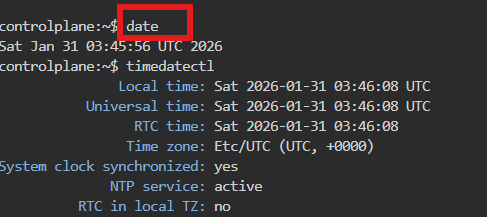 controlplane:~$ date
Sat Jan 31 03:45:56 UTC 2026
controlplane:~$ timedatectl
Local time: Sat 2026-01-31 03:46:08 UTC
Universal time: Sat 2026-01-31 03:46:08 UTC
RTC time: Sat 2026-01-31 03:46:08
Time zone: Etc/UTC (UTC, +0000)
System clock synchronized: yes
NTP service: active
RTC in local TZ: no